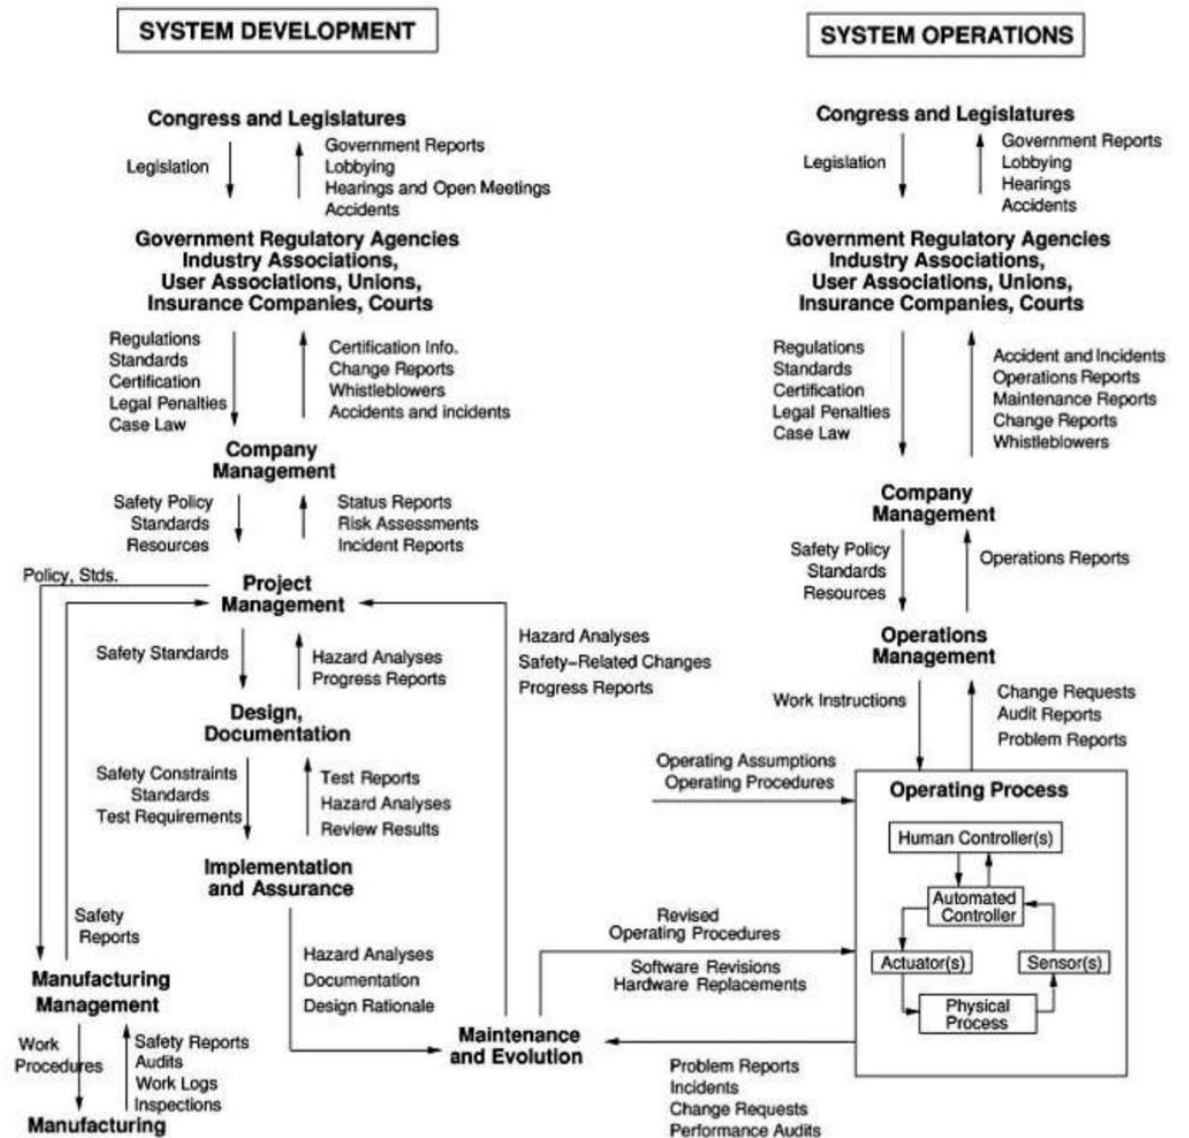 SYSTEM DEVELOPMENT
Congress and Legislatures
Legislation
Government Reports
Lobbying
Hearings and Open Meetings
Accidents
Government Regulatory Agencies
Industry Associations,
User Associations, Unions,
Insurance Companies, Courts
Regulations
Standards
Certification
Legal Penalties
Case Law
Certification Info.
Change Reports
Whistleblowers
Accidents and incidents
Company
Management
Safety Policy
Standards
Resources
Status Reports
Risk Assessments
Incident Reports
Policy, Stds.
Project
Management
Safety Standards
Hazard Analyses
Progress Reports
Hazard Analyses
Safety-Related Changes
Progress Reports
Design,
Documentation
Safety Constraints
Standards
Test Requirements
Test Reports
Hazard Analyses
Review Results
Implementation
and Assurance
Safety
Reports
Hazard Analyses
Documentation
Design Rationale
Manufacturing
Management
Work
Procedures
Safety Reports
Audits
Work Logs
Inspections
Manufacturing
Maintenance
and Evolution
SYSTEM OPERATIONS
Congress and Legislatures
Legislation
Government Reports
Lobbying
Hearings
Accidents
Government Regulatory Agencies
Industry Associations,
User Associations, Unions,
Insurance Companies, Courts
Regulations
Standards
Certification
Legal Penalties
Case Law
Accident and Incidents
Operations Reports
Maintenance Reports
Change Reports
Whistleblowers
Company
Management
Safety Policy
Standards
Resources
Operations Reports
Operations
Management
Work Instructions
Change Requests
Audit Reports
Problem Reports
Operating Assumptions
Operating Procedures
Operating Process
Human Controller(s)
Automated
Controller
Actuator(s)
Sensor(s)
Physical
Process
Revised
Operating Procedures
Software Revisions
Hardware Replacements
Problem Reports
Incidents
Change Requests
Performance Audits